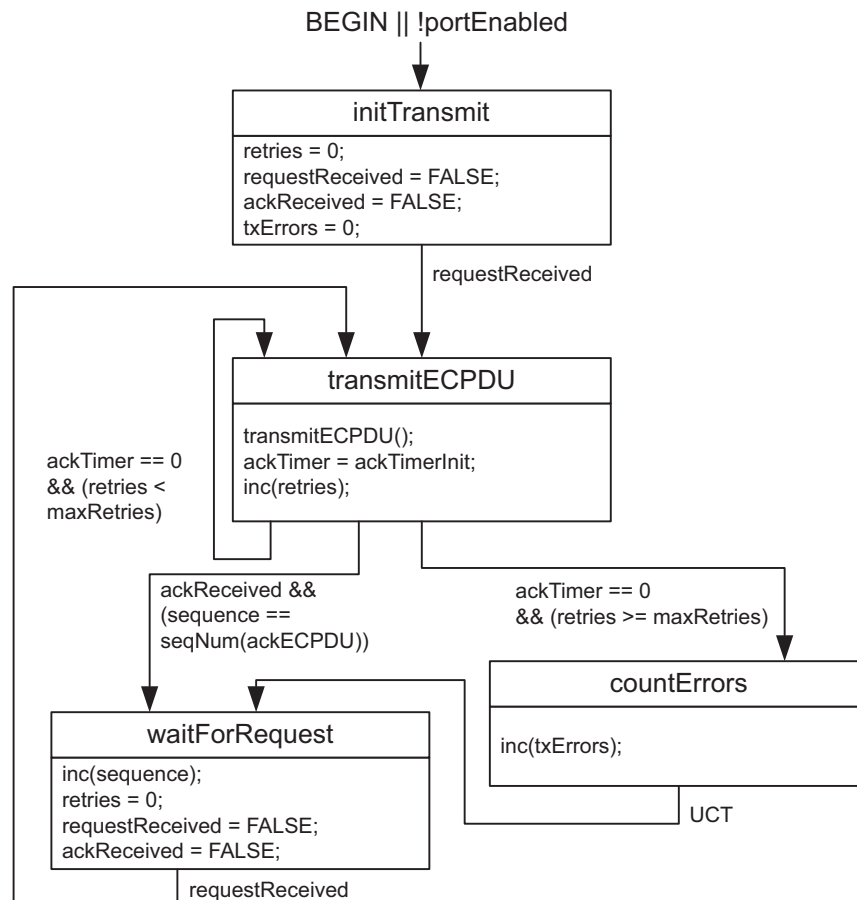 BEGIN || !portEnabled
initTransmit
retries = 0;
requestReceived = FALSE;
ackReceived = FALSE;
txErrors = 0;
requestReceived
transmitECPDU
transmitECPDU();
ackTimer = ackTimerInit;
inc(retries);
ackTimer == 0
&& (retries <
maxRetries)
ackReceived &&
(sequence ==
seqNum(ackECPDU))
ackTimer == 0
&& (retries >= maxRetries)
countErrors
inc(txErrors);
UCT
waitForRequest
inc(sequence);
retries = 0;
requestReceived = FALSE;
ackReceived = FALSE;
requestReceived